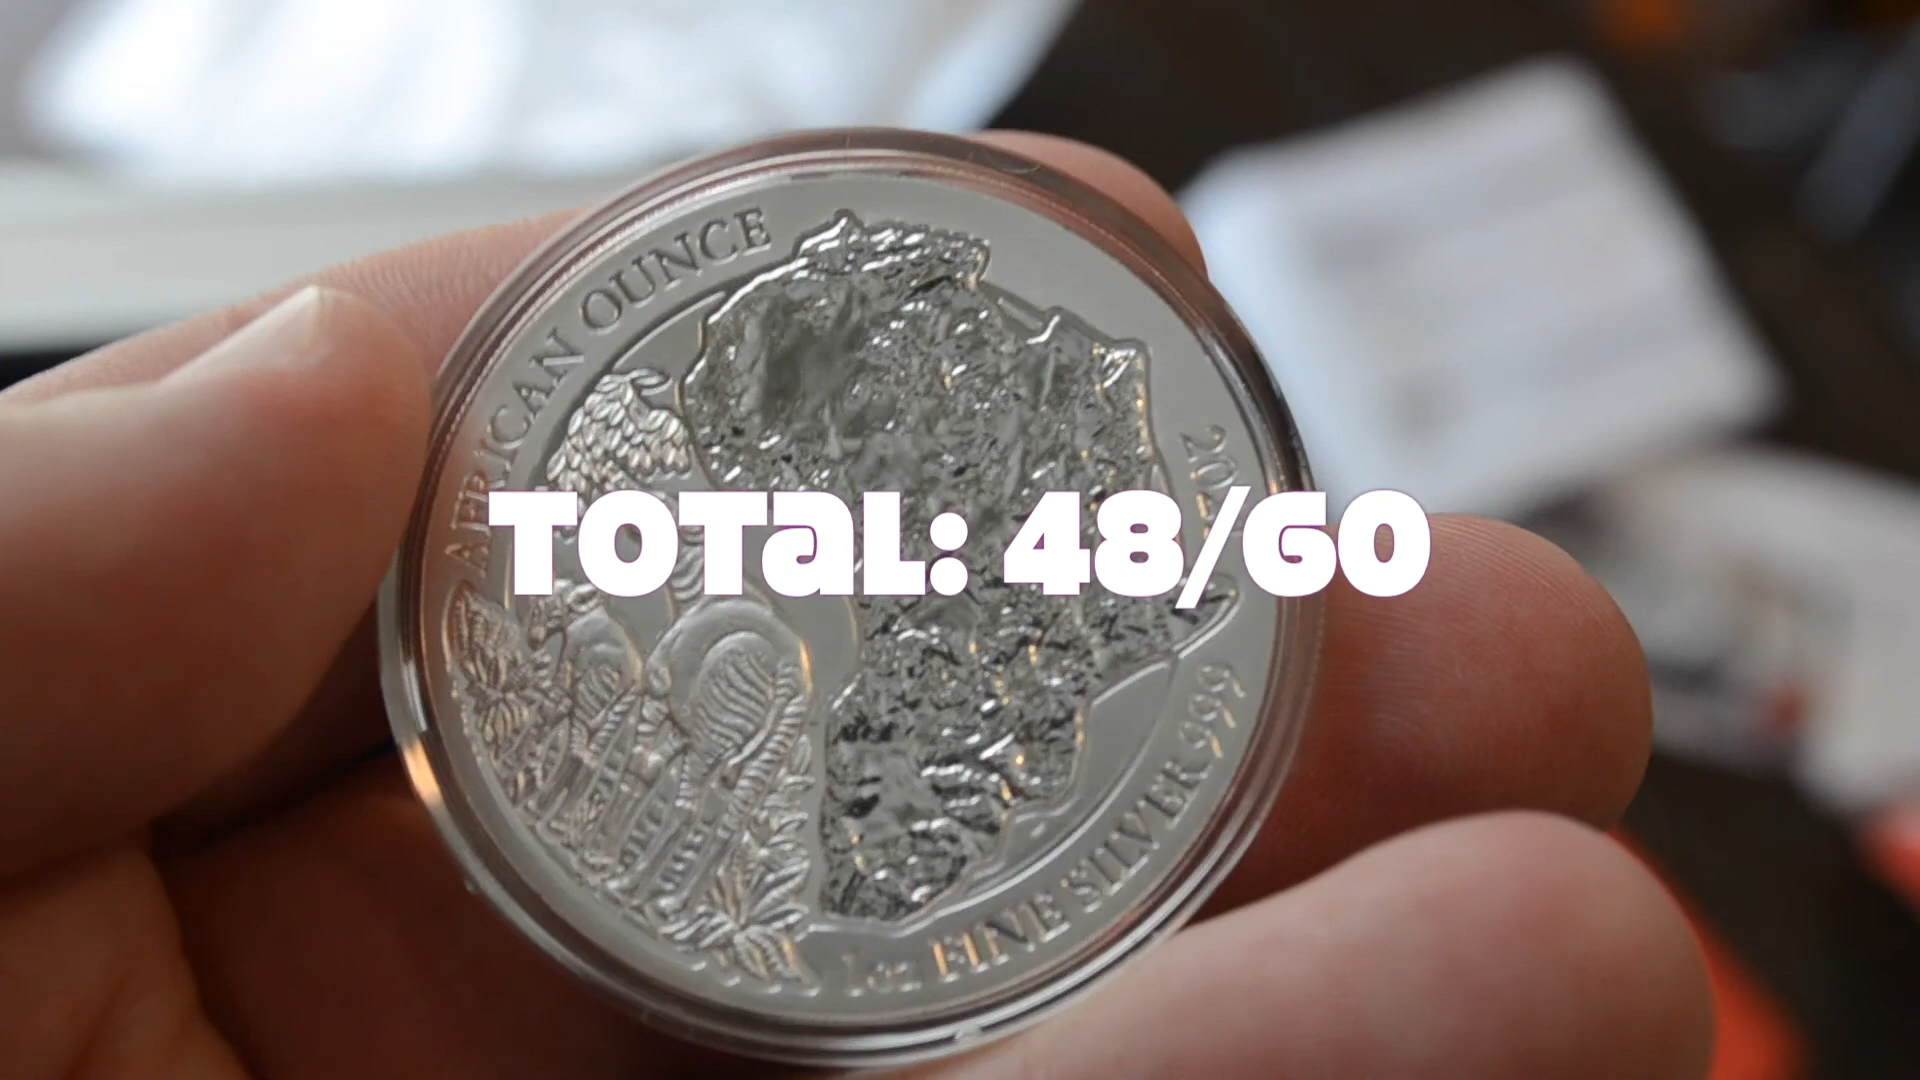 AFRICAN OUNCE
TOTAL: 48/60
1oz FINE SILVER 999